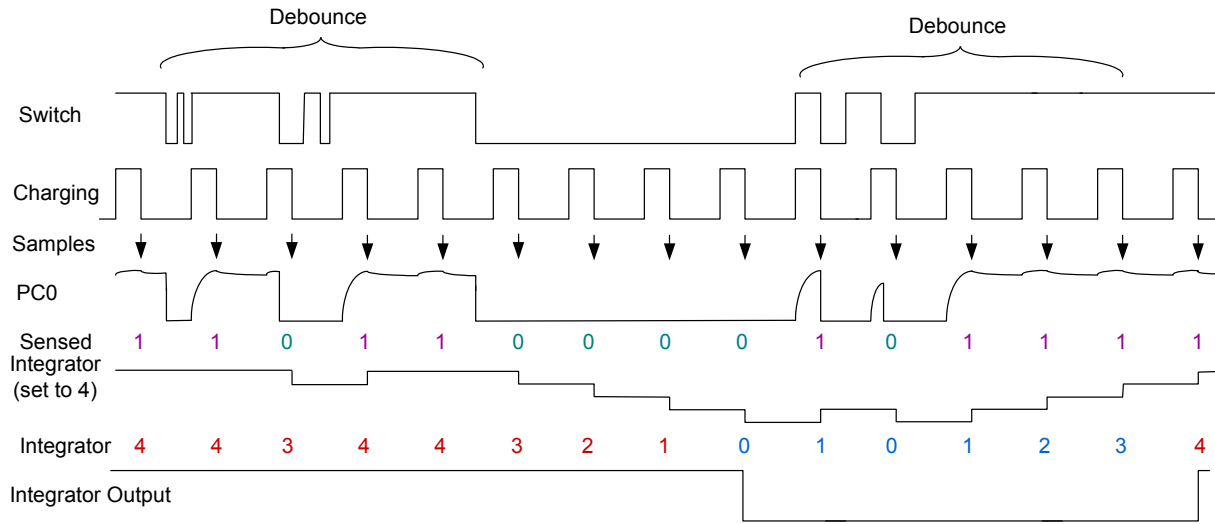 Debounce
Debounce
Switch
Charging
Samples
PC0
Sensed 1 1 0 1 1 0 0 0 0 1 0 1 1 1 1
Integrator
(set to 4)
Integrator 4 4 3 4 4 3 2 1 0 1 0 1 2 3 4
Integrator Output